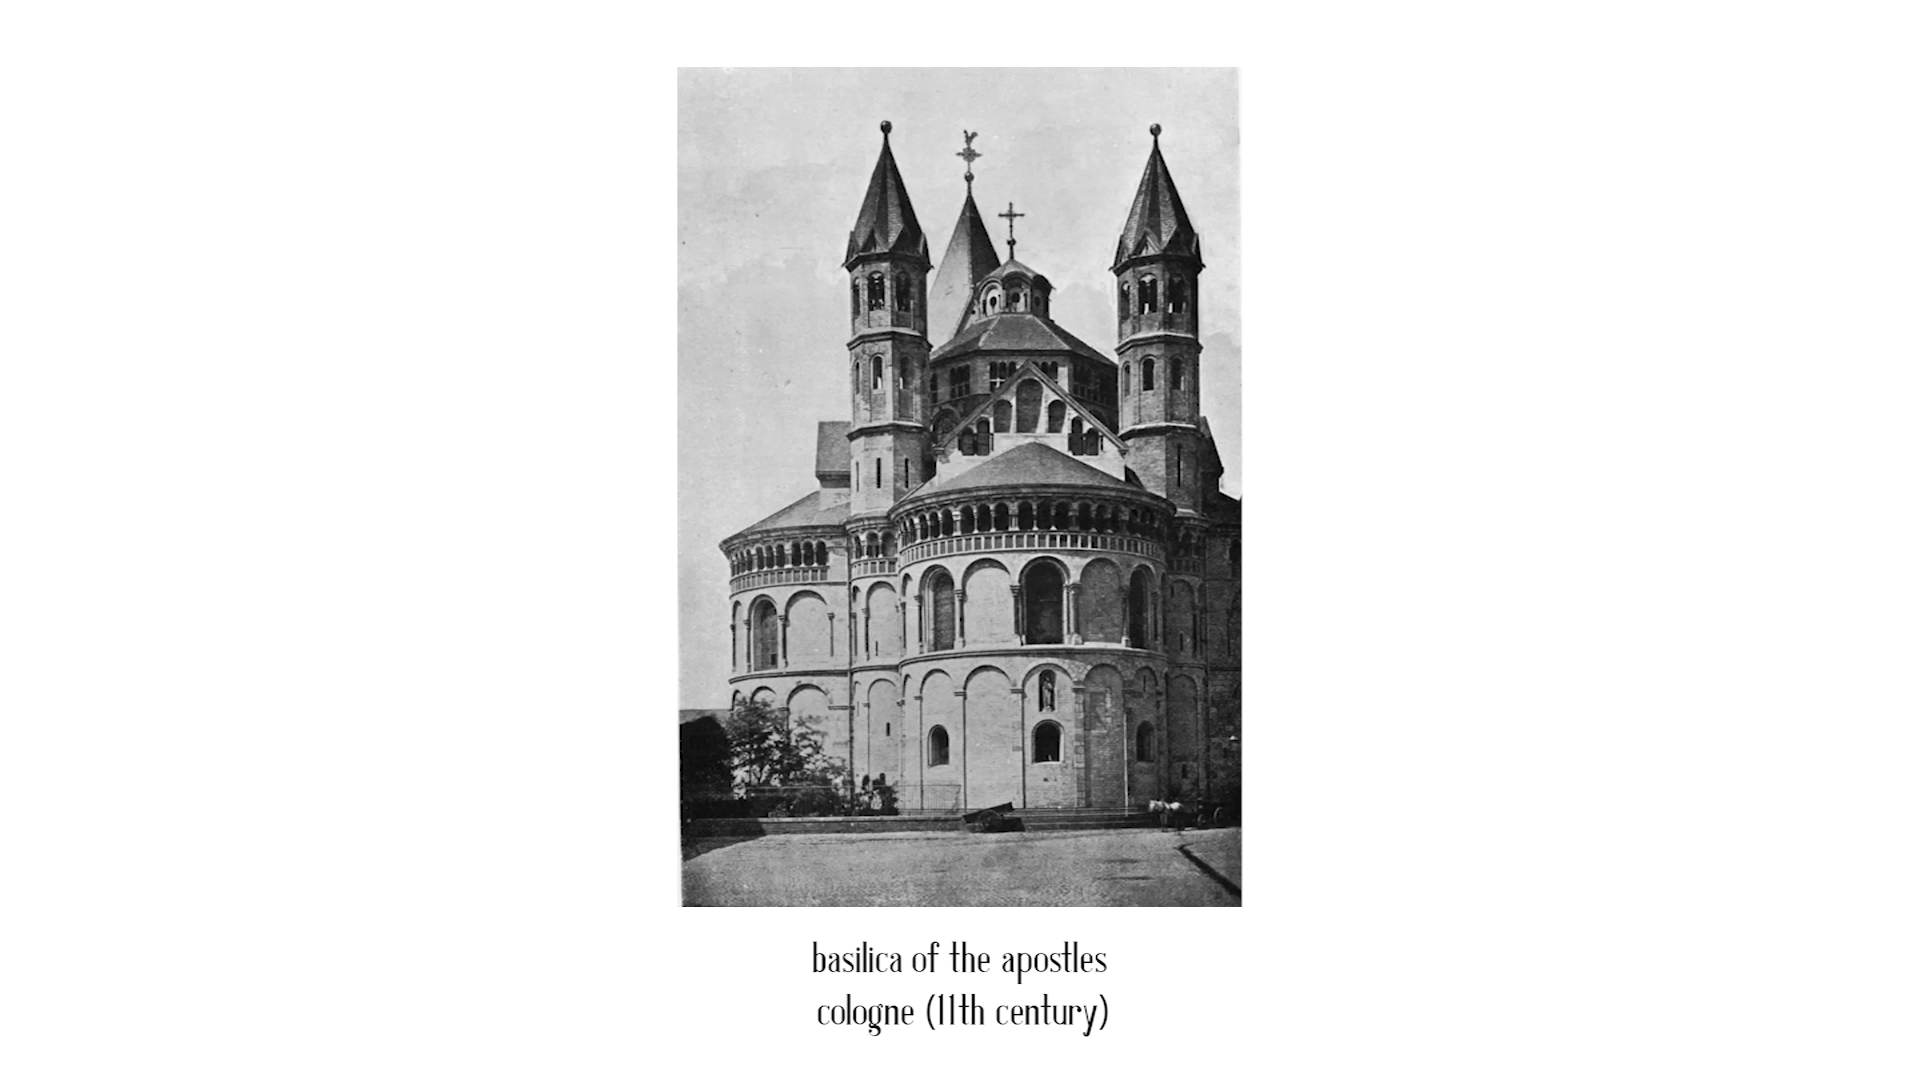 basilica of the apostles
cologne (11th century)